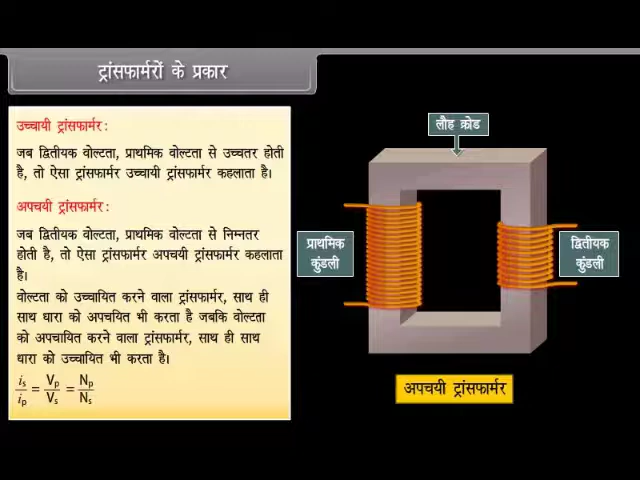 ट्रांसफार्मरों के प्रकार
उच्चायी ट्रांसफार्मर :
जब द्वितीयक वोल्टता, प्राथमिक वोल्टता से उच्चतर होती
है, तो ऐसा ट्रांसफार्मर उच्चायी ट्रांसफार्मर कहलाता है।
अपचयी ट्रांसफार्मर :
जब द्वितीयक वोल्टता, प्राथमिक वोल्टता से निम्नतर
होती है, तो ऐसा ट्रांसफार्मर अपचयी ट्रांसफार्मर कहलाता
है।
वोल्टता को उच्चायित करने वाला ट्रांसफार्मर, साथ ही
साथ धारा को अपचयित भी करता है जबकि वोल्टता
को अपचायित करने वाला ट्रांसफार्मर, साथ ही साथ
धारा को उच्चायित भी करता है।
is/ip = Vp/Vs = Np/Ns
लौह क्रोड
प्राथमिक
कुंडली
द्वितीयक
कुंडली
अपचयी ट्रांसफार्मर